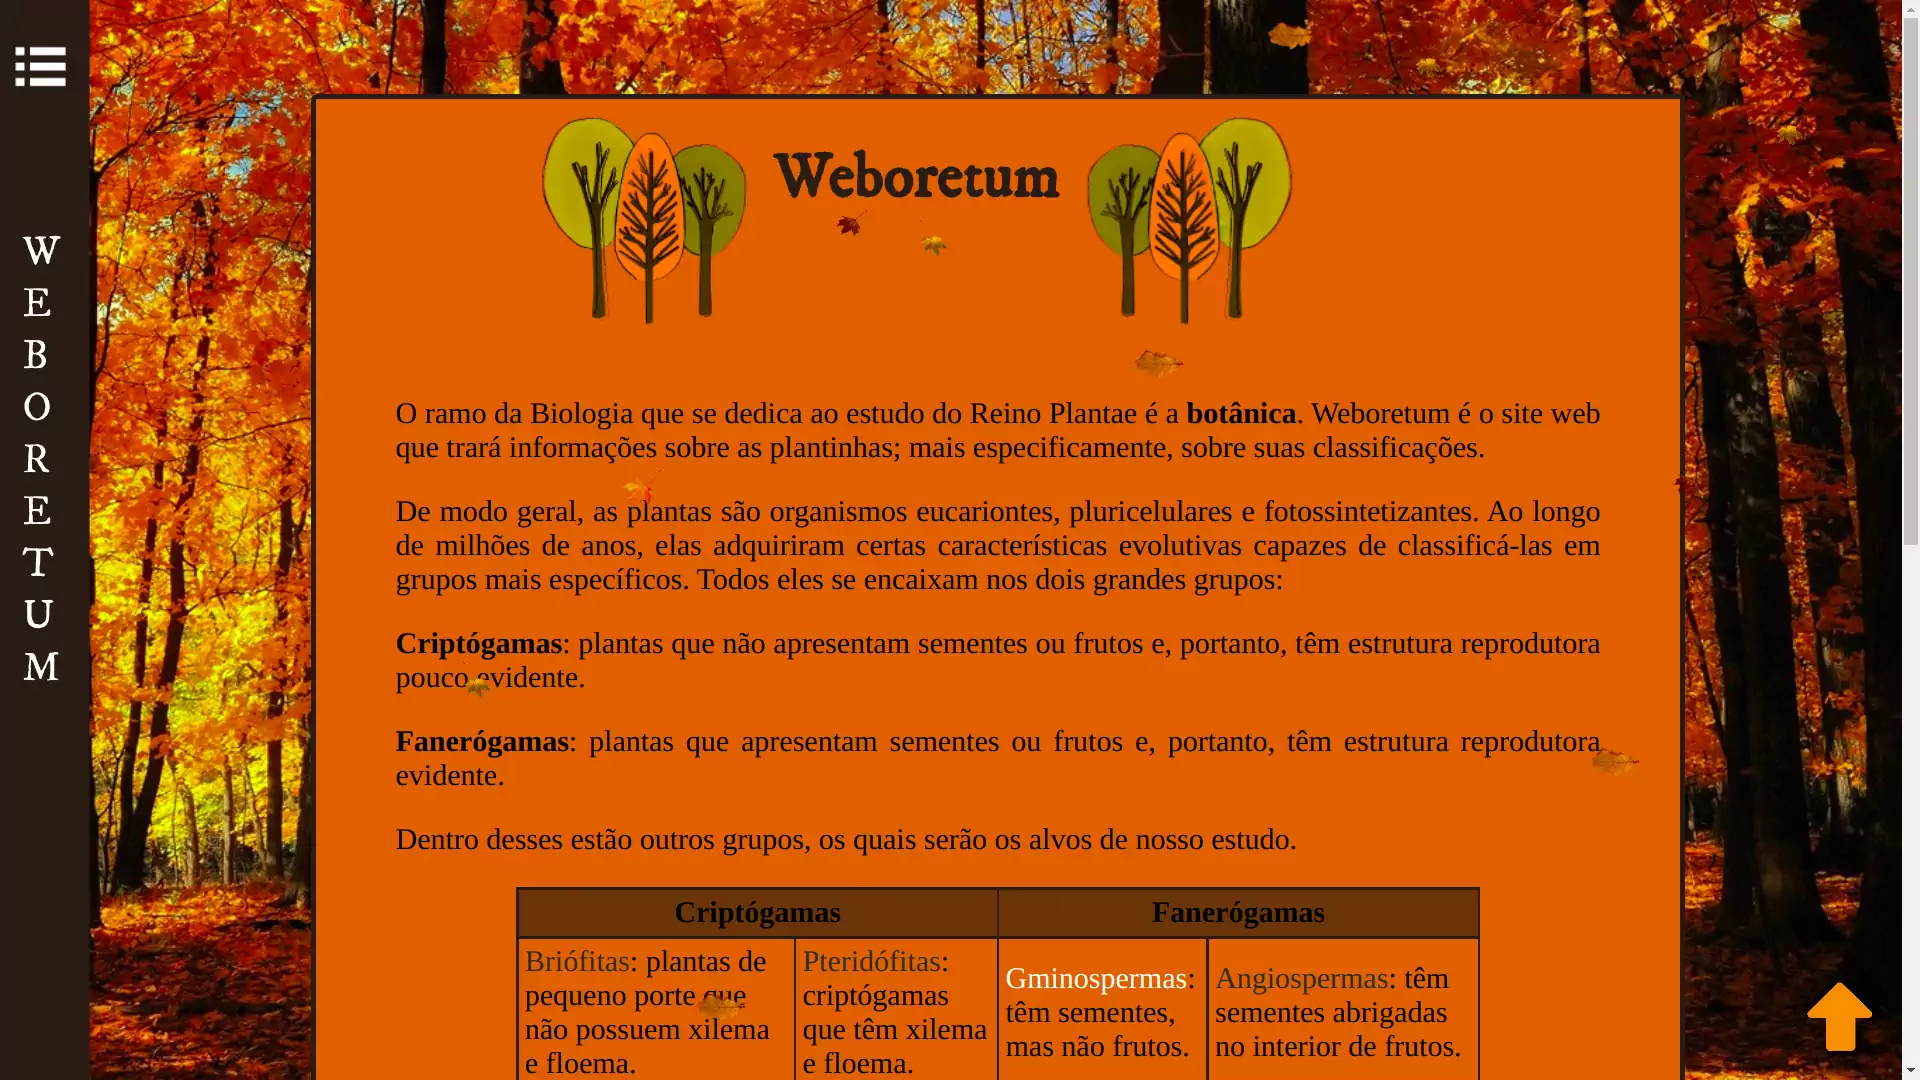 W
E
B
O
R
E
T
U
M
Weboretum
O ramo da Biologia que se dedica ao estudo do Reino Plantae é a botânica. Weboretum é o site web
que trará informações sobre as plantinhas; mais especificamente, sobre suas classificações.
De modo geral, as plantas são organismos eucariontes, pluricelulares e fotossintetizantes. Ao longo
de milhões de anos, elas adquiriram certas características evolutivas capazes de classificá-las em
grupos mais específicos. Todos eles se encaixam nos dois grandes grupos:
Criptógamas: plantas que não apresentam sementes ou frutos e, portanto, têm estrutura reprodutora
pouco evidente.
Fanerógamas: plantas que apresentam sementes ou frutos e, portanto, têm estrutura reprodutora
evidente.
Dentro desses estão outros grupos, os quais serão os alvos de nosso estudo.
Criptógamas
Fanerógamas
Briófitas: plantas de
pequeno porte que
não possuem xilema
e floema.
Pteridófitas:
criptógamas
que têm xilema
e floema.
Gminospermas:
têm sementes,
mas não frutos.
Angiospermas: têm
sementes abrigadas
no interior de frutos.